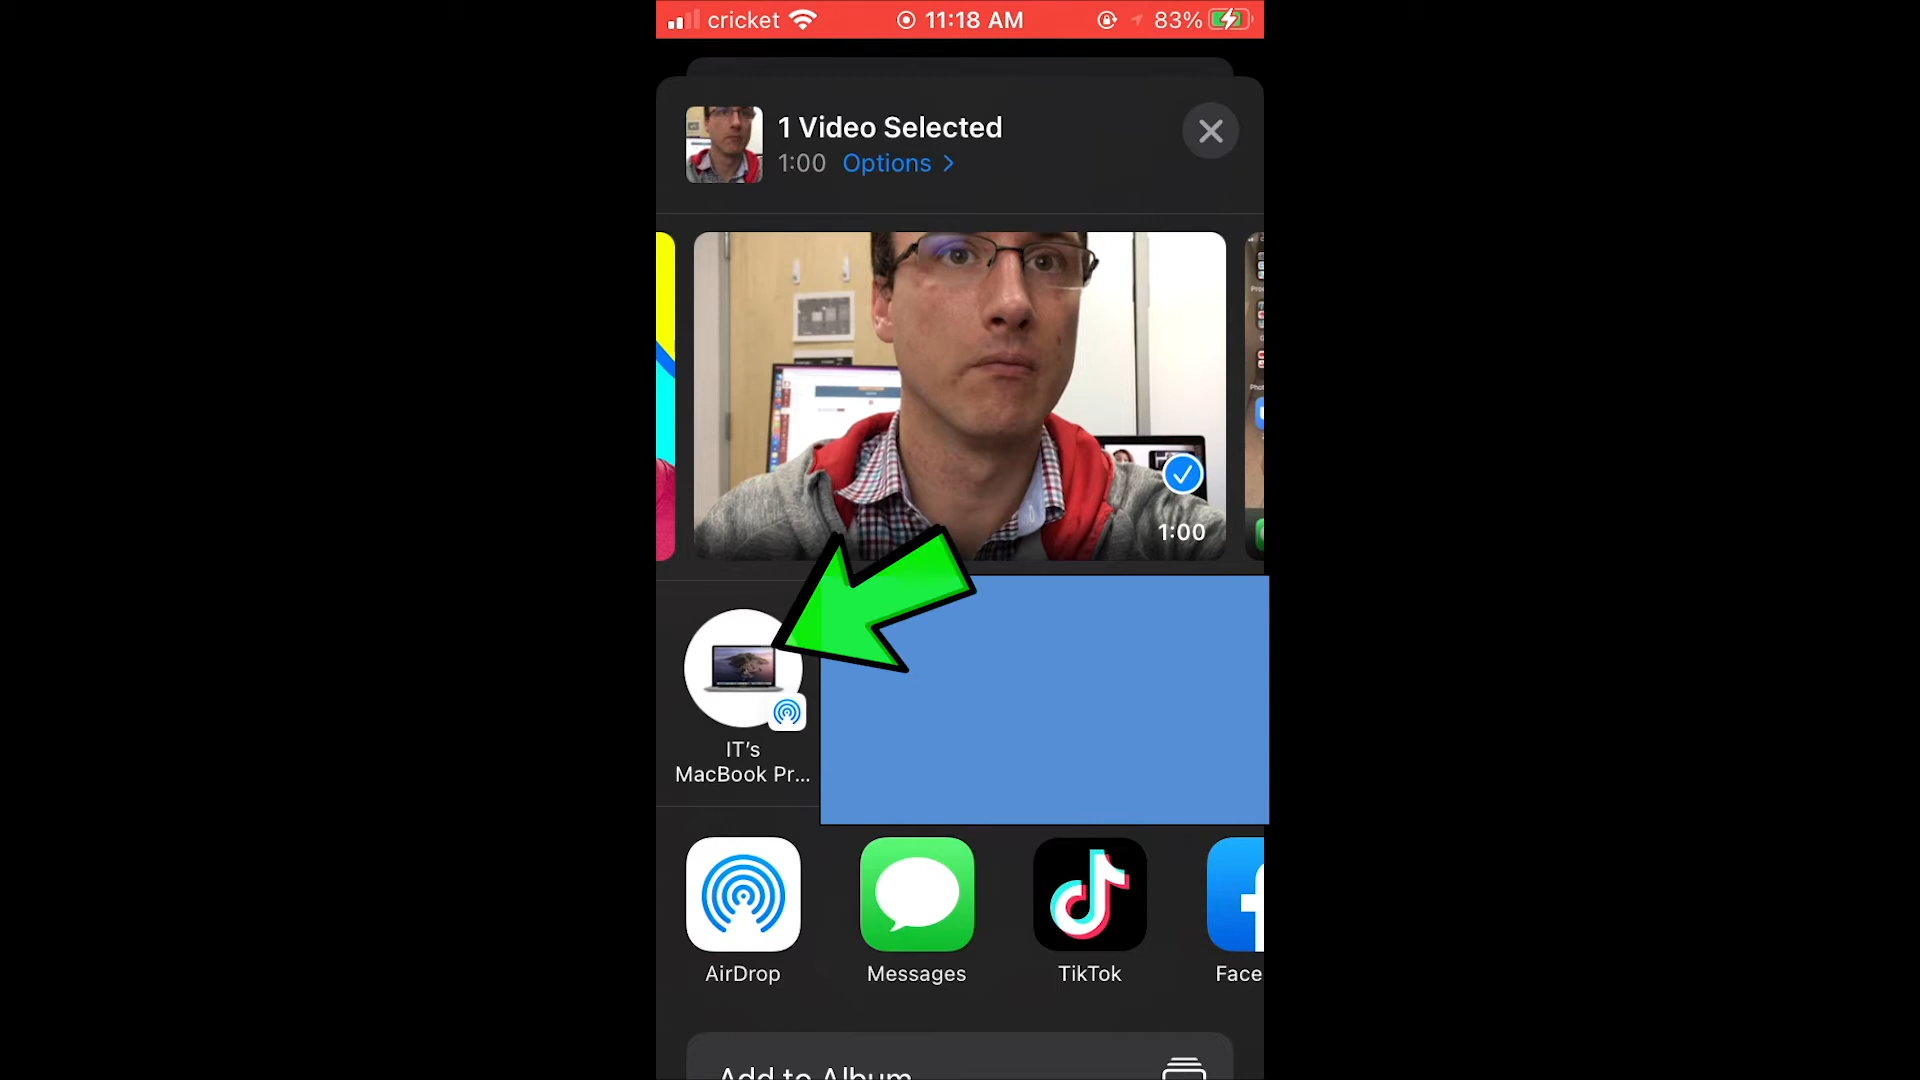 cricket 11:18 AM 83%
1 Video Selected
1:00 Options >
1:00
IT's
MacBook Pr...
AirDrop
Messages
TikTok
Face
Add to Album